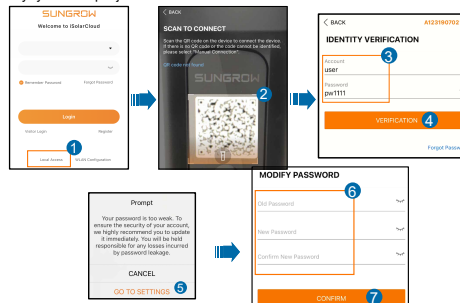 SUNGROW
Welcome to iSolarCloud
Remember Password
Forgot Password
Login
Visitor Login
Register
Local Access
WLAN Configuration
1
BACK
SCAN TO CONNECT
Scan the QR code on the device to connect the device.
If there is no QR code or the code cannot be identified,
please select "Manual Connection".
QR code not found
SUNGROW
2
BACK
A123190702
IDENTITY VERIFICATION
3
Account
user
Password
pw1111
VERIFICATION
4
Forgot Passw
Prompt
Your password is too weak. To
ensure the security of your account,
we highly recommend you to update
it immediately. You will be held
responsible for any losses incurred
by password leakage.
CANCEL
GO TO SETTINGS
5
MODIFY PASSWORD
6
Old Password
New Password
Confirm New Password
CONFIRM
7